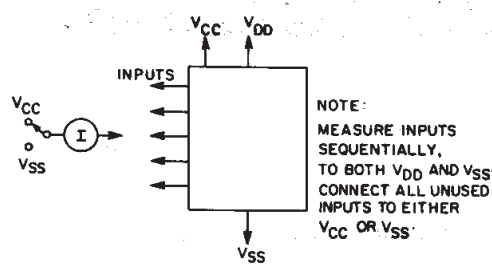 VCC VDD
INPUTS
VCC
I
VSS
NOTE:
MEASURE INPUTS
SEQUENTIALLY,
TO BOTH VDD AND VSS.
CONNECT ALL UNUSED
INPUTS TO EITHER
VCC OR VSS.
VSS